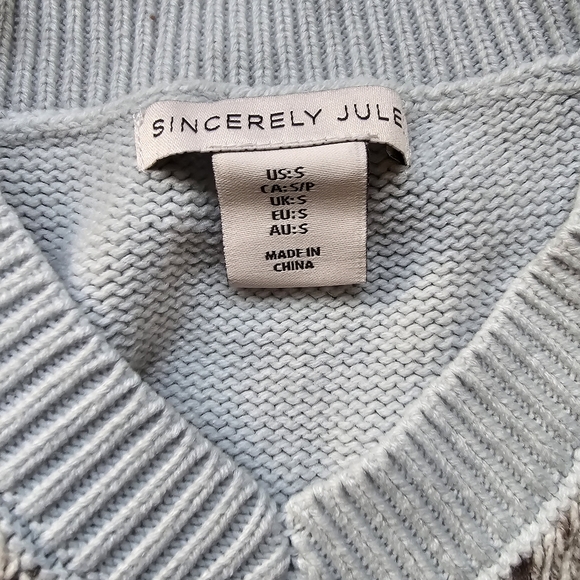 SINCERELY JULE
US: S
CA: S/P
UK: S
EU: S
AU: S
MADE IN
CHINA